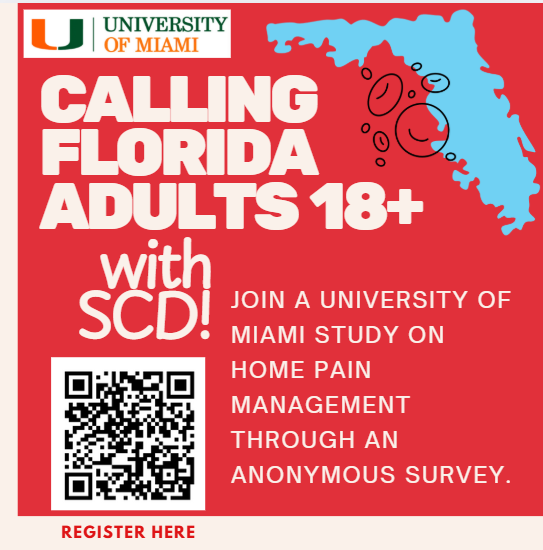 UNIVERSITY
OF MIAMI
CALLING
FLORIDA
ADULTS 18+
with
SCD!
JOIN A UNIVERSITY OF
MIAMI STUDY ON
HOME PAIN
MANAGEMENT
THROUGH AN
ANONYMOUS SURVEY.
REGISTER HERE